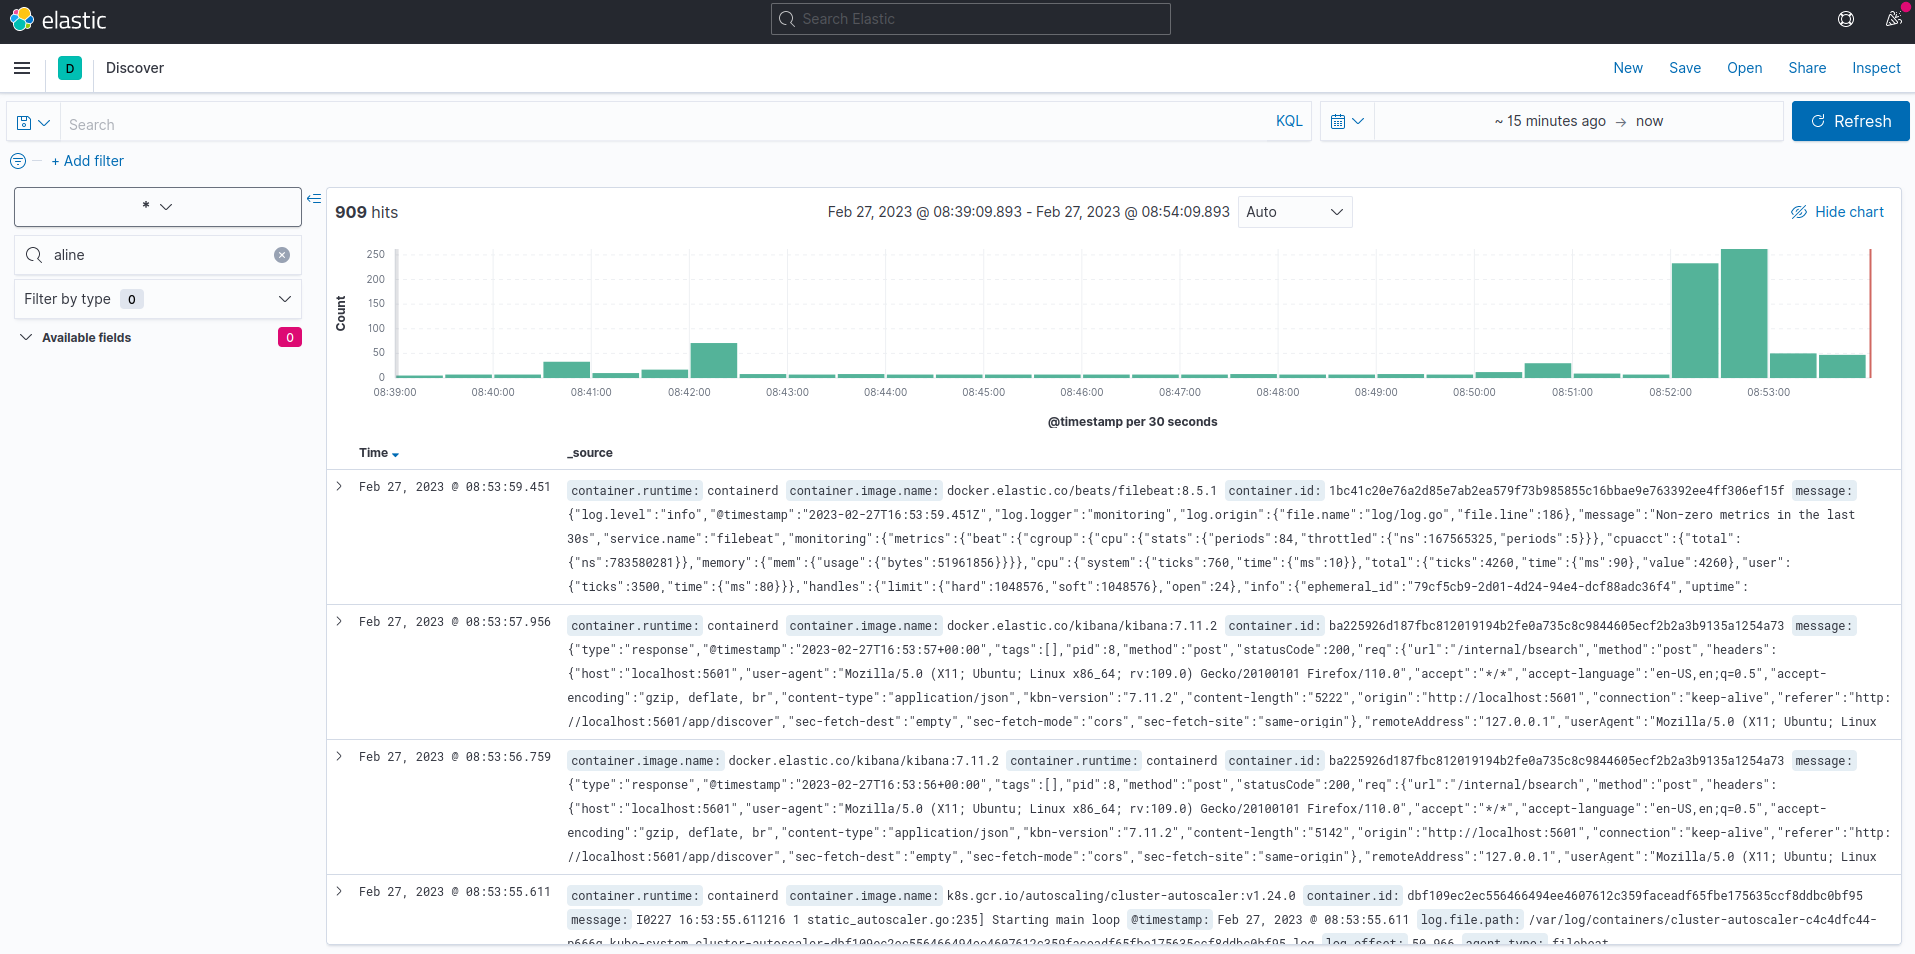 elastic
Search Elastic
D
Discover
New Save Open Share Inspect
Search
KQL
~ 15 minutes ago → now
Refresh
+ Add filter
*
aline
Filter by type 0
Available fields 0
909 hits
Feb 27, 2023 @ 08:39:09.893 - Feb 27, 2023 @ 08:54:09.893
Auto
Hide chart
Count
250
200
150
100
50
0
08:39:00 08:40:00 08:41:00 08:42:00 08:43:00 08:44:00 08:45:00 08:46:00 08:47:00 08:48:00 08:49:00 08:50:00 08:51:00 08:52:00 08:53:00
@timestamp per 30 seconds
Time _source
Feb 27, 2023 @ 08:53:59.451 container.runtime: containerd container.image.name: docker.elastic.co/beats/filebeat:8.5.1 container.id: 1bc41c20e76a2d85e7ab2ea579f73b985855c16bbae9e763392ee4ff306ef15f message:
{"log.level":"info","@timestamp":"2023-02-27T16:53:59.451Z","log.logger":"monitoring","log.origin":{"file.name":"log/log.go","file.line":186},"message":"Non-zero metrics in the last
30s","service.name":"filebeat","monitoring":{"metrics":{"beat":{"cgroup":{"cpu":{"stats":{"periods":84,"throttled":{"ns":167565325,"periods":5}}},"cpuacct":{"total":
{"ns":783580281}},"memory":{"mem":{"usage":{"bytes":51961856}}}},"cpu":{"system":{"ticks":760,"time":{"ms":10}},"total":{"ticks":4260,"time":{"ms":90},"value":4260},"user":
{"ticks":3500,"time":{"ms":80}}},"handles":{"limit":{"hard":1048576,"soft":1048576},"open":24},"info":{"ephemeral_id":"79cf5cb9-2d01-4d24-94e4-dcf88adc36f4","uptime":
Feb 27, 2023 @ 08:53:57.956 container.runtime: containerd container.image.name: docker.elastic.co/kibana/kibana:7.11.2 container.id: ba225926d187fbc812019194b2fe0a735c8c9844605ecf2b2a3b9135a1254a73 message:
{"type":"response","@timestamp":"2023-02-27T16:53:57+00:00","tags":[],"pid":8,"method":"post","statusCode":200,"req":{"url":"/internal/bsearch","method":"post","headers":
{"host":"localhost:5601","user-agent":"Mozilla/5.0 (X11; Ubuntu; Linux x86_64; rv:109.0) Gecko/20100101 Firefox/110.0","accept":"*/*","accept-language":"en-US,en;q=0.5","accept-
encoding":"gzip, deflate, br","content-type":"application/json","kbn-version":"7.11.2","content-length":"5222","origin":"http://localhost:5601","connection":"keep-alive","referer":"http:
//localhost:5601/app/discover","sec-fetch-dest":"empty","sec-fetch-mode":"cors","sec-fetch-site":"same-origin"},"remoteAddress":"127.0.0.1","userAgent":"Mozilla/5.0 (X11; Ubuntu; Linux
Feb 27, 2023 @ 08:53:56.759 container.image.name: docker.elastic.co/kibana/kibana:7.11.2 container.runtime: containerd container.id: ba225926d187fbc812019194b2fe0a735c8c9844605ecf2b2a3b9135a1254a73 message:
{"type":"response","@timestamp":"2023-02-27T16:53:56+00:00","tags":[],"pid":8,"method":"post","statusCode":200,"req":{"url":"/internal/bsearch","method":"post","headers":
{"host":"localhost:5601","user-agent":"Mozilla/5.0 (X11; Ubuntu; Linux x86_64; rv:109.0) Gecko/20100101 Firefox/110.0","accept":"*/*","accept-language":"en-US,en;q=0.5","accept-
encoding":"gzip, deflate, br","content-type":"application/json","kbn-version":"7.11.2","content-length":"5142","origin":"http://localhost:5601","connection":"keep-alive","referer":"http:
//localhost:5601/app/discover","sec-fetch-dest":"empty","sec-fetch-mode":"cors","sec-fetch-site":"same-origin"},"remoteAddress":"127.0.0.1","userAgent":"Mozilla/5.0 (X11; Ubuntu; Linux
Feb 27, 2023 @ 08:53:55.611 container.runtime: containerd container.image.name: k8s.gcr.io/autoscaling/cluster-autoscaler:v1.24.0 container.id: dbf109ec2ec556466494ee4607612c359faceadf65fbe175635ccf8ddbc0bf95
message: I0227 16:53:55.611216 1 static_autoscaler.go:235] Starting main loop @timestamp: Feb 27, 2023 @ 08:53:55.611 log.file.path: /var/log/containers/cluster-autoscaler-c4c4dfc44-
p666g_kube-system_cluster-autoscaler-dbf109ec2ec556466494ee4607612c359faceadf65fbe175635ccf8ddbc0bf95.log log.offset: 50,966 agent.type: filebeat